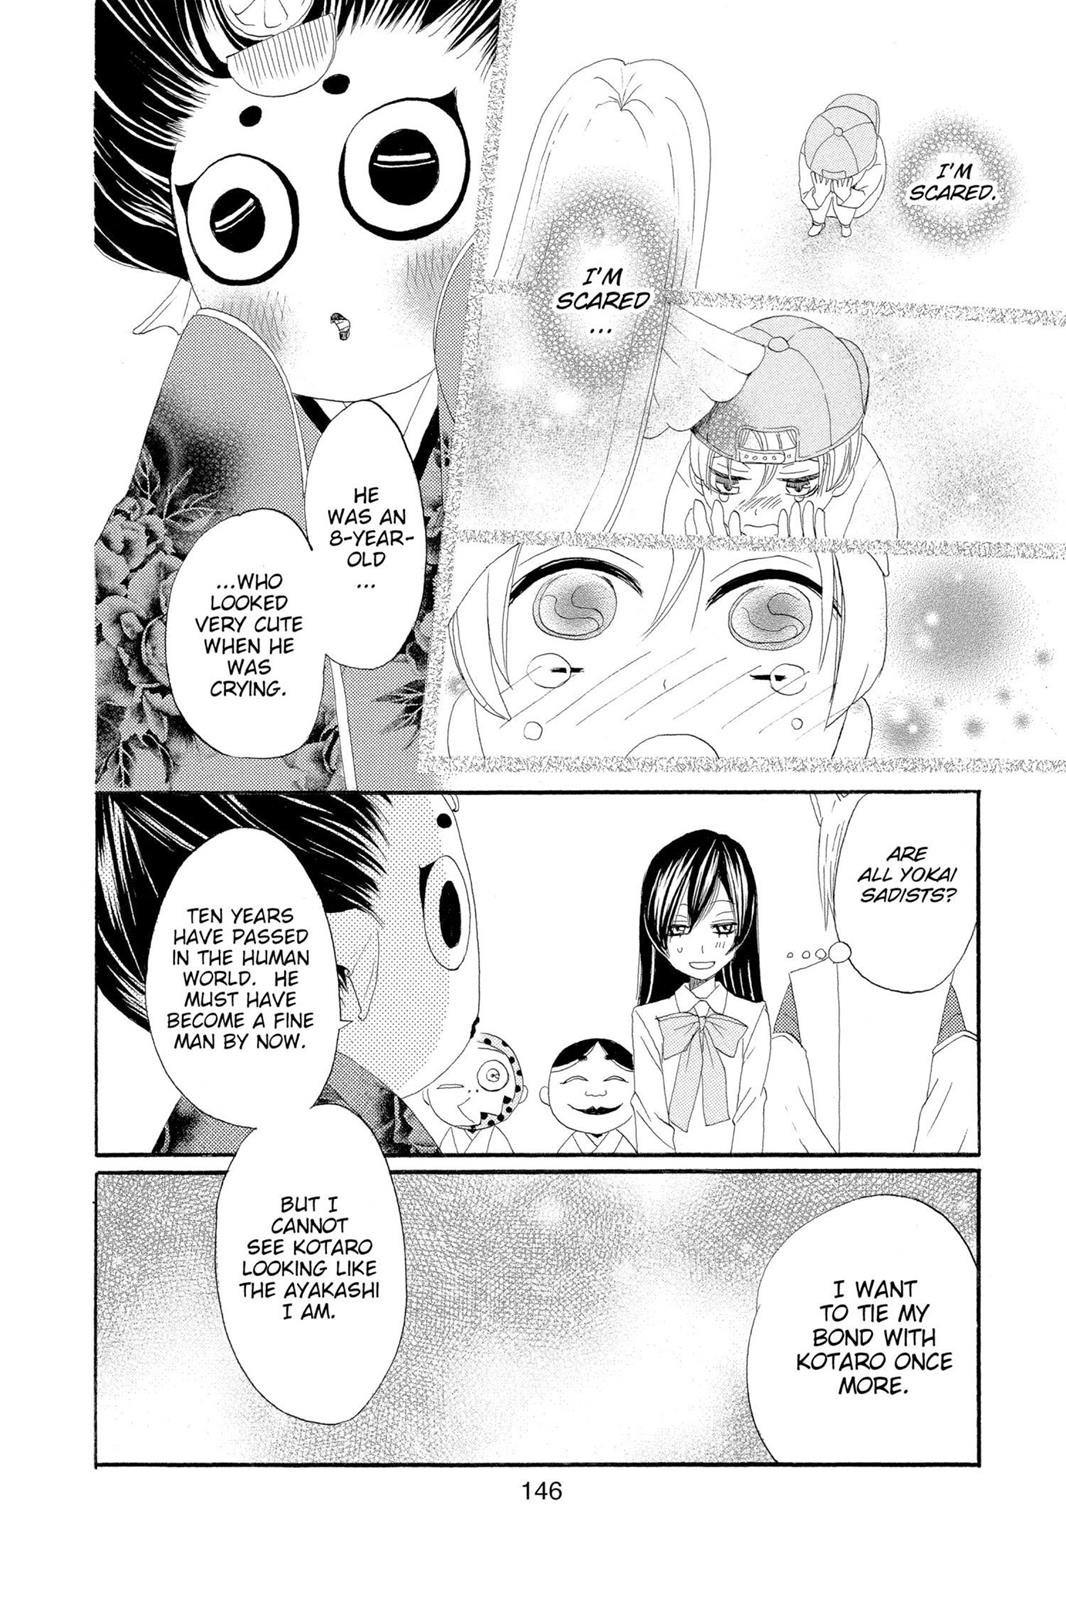 I'M
SCARED.
I'M
SCARED
...
HE
WAS AN
8-YEAR-
OLD
...
...WHO
LOOKED
VERY CUTE
WHEN HE
WAS
CRYING.
ARE
ALL YOKAI
SADISTS?
TEN YEARS
HAVE PASSED
IN THE HUMAN
WORLD. HE
MUST HAVE
BECOME A FINE
MAN BY NOW.
BUT I
CANNOT
SEE KOTARO
LOOKING LIKE
THE AYAKASHI
I AM.
I WANT
TO TIE MY
BOND WITH
KOTARO ONCE
MORE.
146